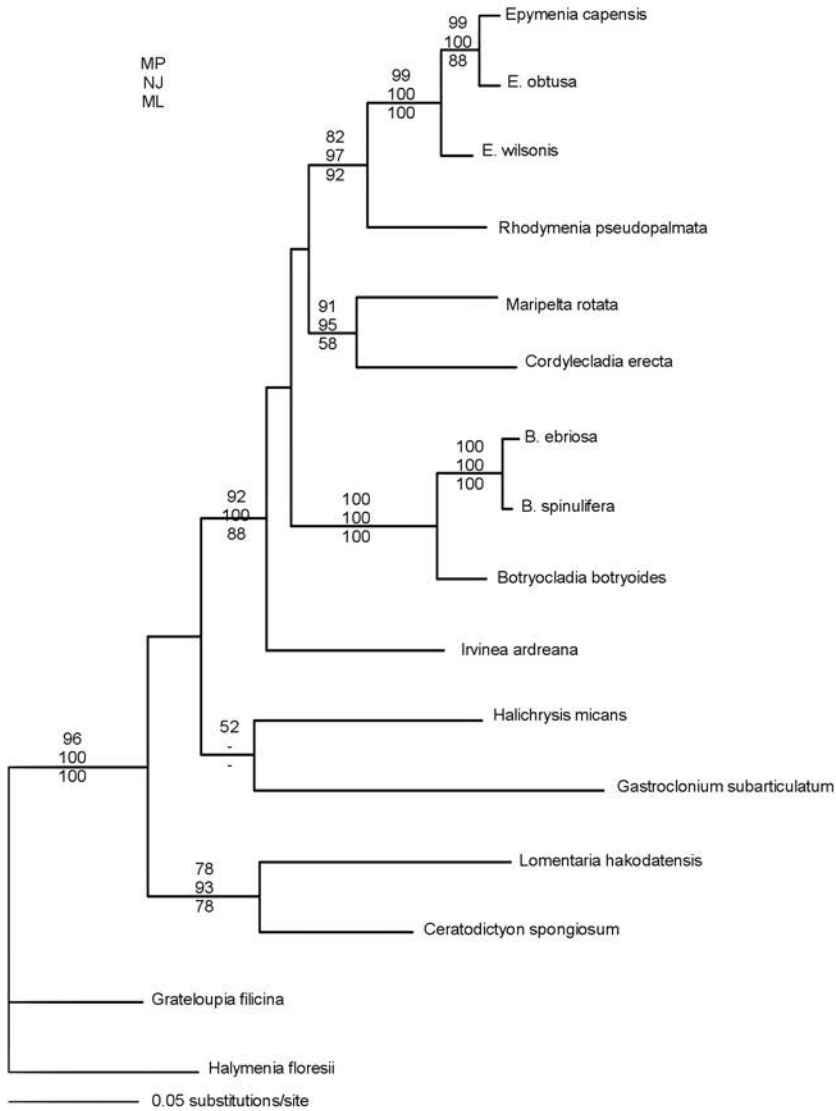 MP
NJ
ML
99
100
88
Epymenia capensis
E. obtusa
99
100
100
E. wilsonis
82
97
92
Rhodymenia pseudopalmata
91
95
58
Maripelta rotata
Cordylecladia erecta
100
100
100
B. ebriosa
B. spinulifera
100
100
100
Botryocladia botryoides
92
100
88
Irvinea ardreana
52
-
-
Halichrysis micans
Gastroclonium subarticulatum
96
100
100
78
93
78
Lomentaria hakodatensis
Ceratodictyon spongiosum
Grateloupia filicina
Halymenia floresii
0.05 substitutions/site